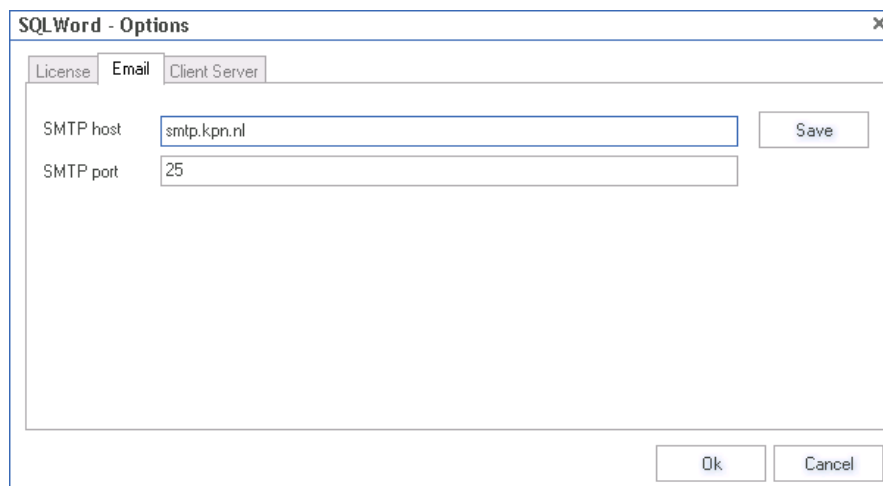 SQLWord - Options
License Email Client Server
SMTP host smtp.kpn.nl Save
SMTP port 25
Ok Cancel